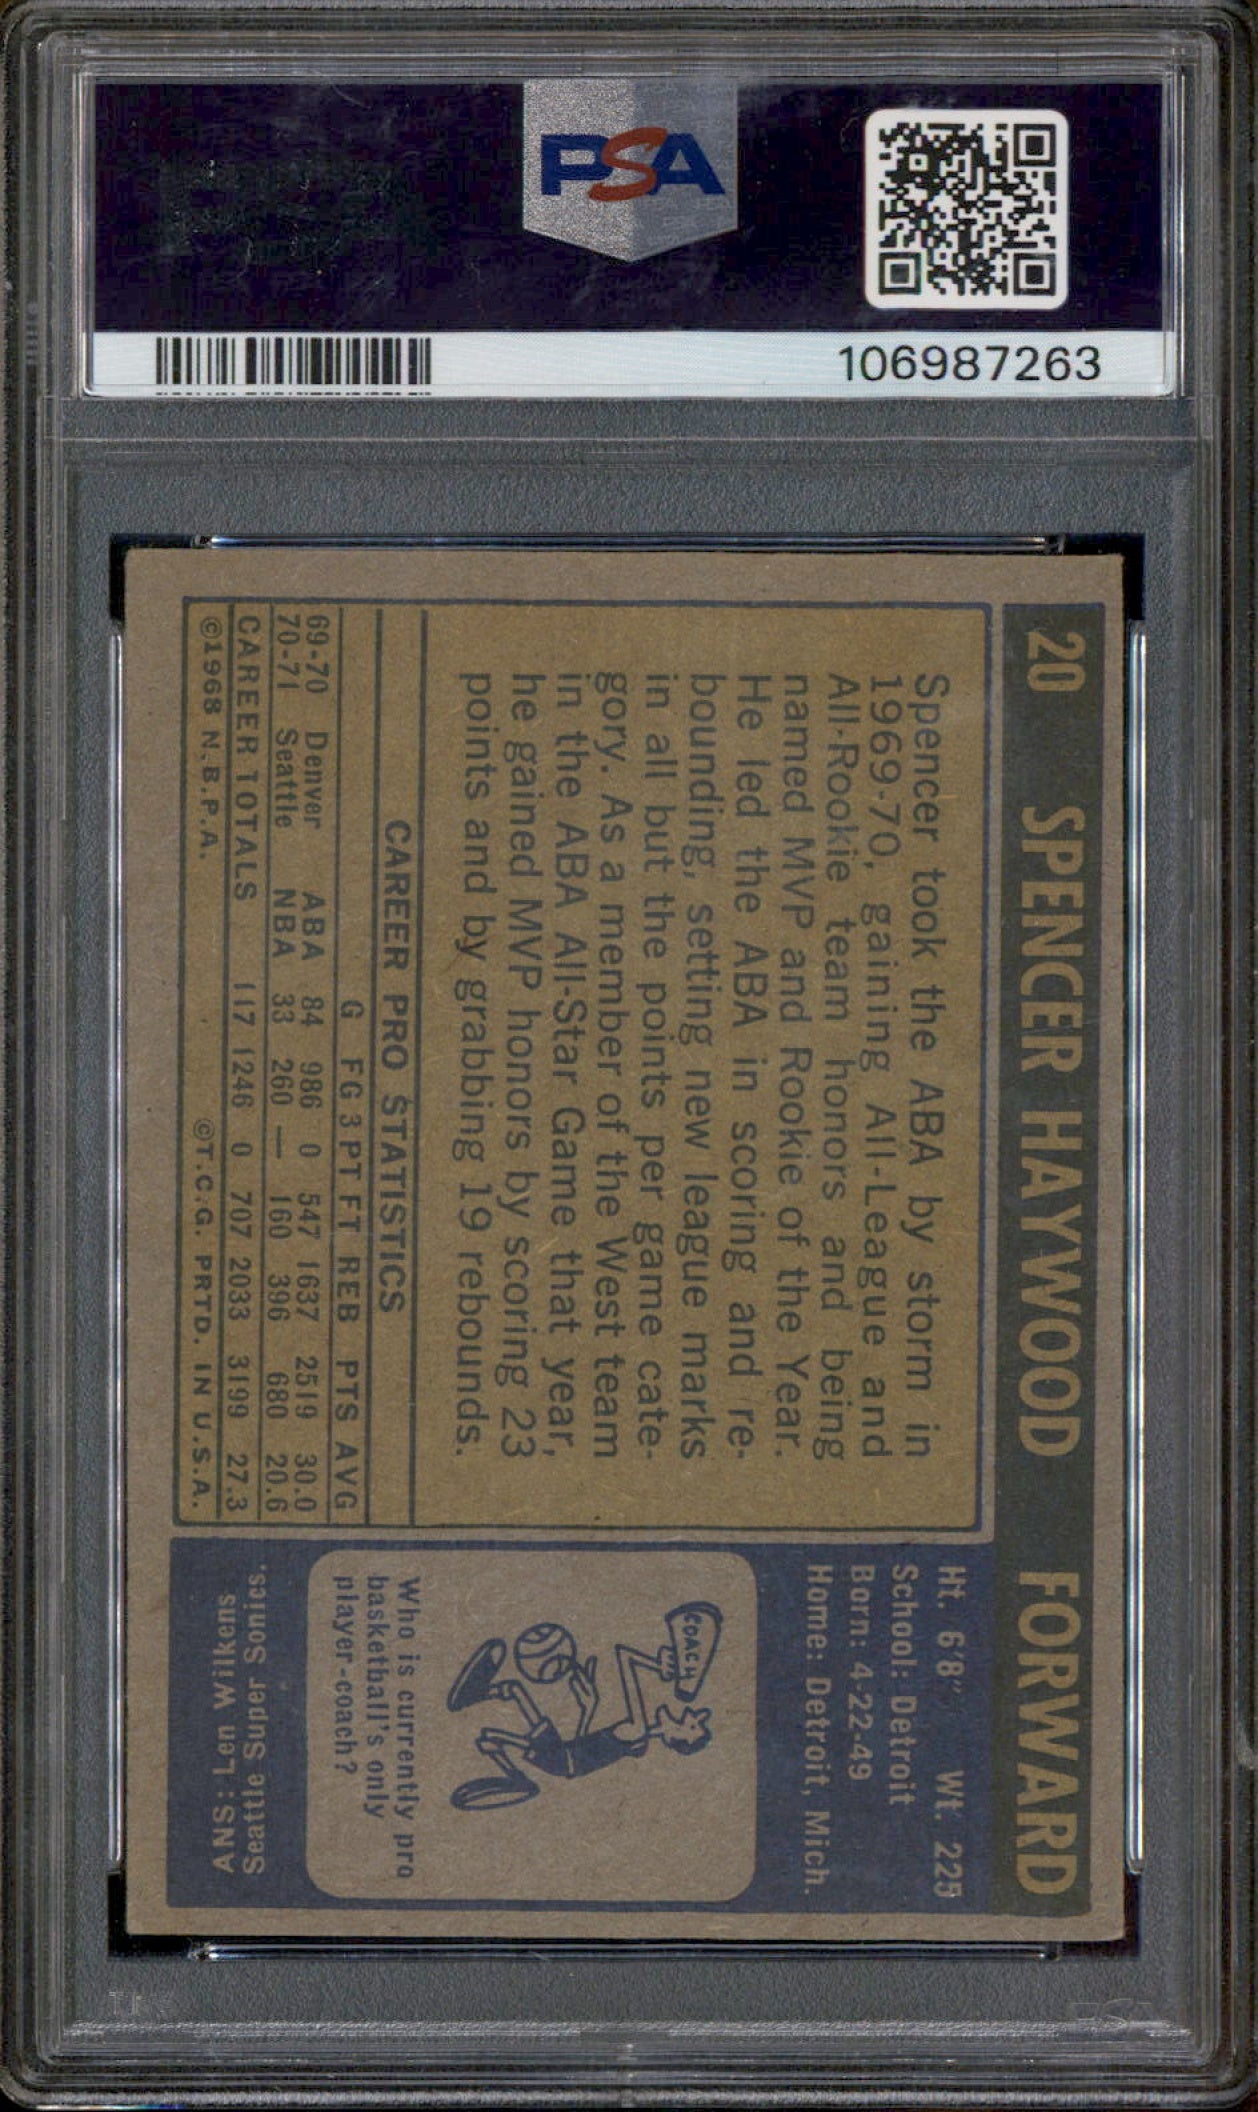 PSA
106987263
20 SPENCER HAYWOOD FORWARD
Spencer took the ABA by storm in
1969-70, gaining All-League and
All-Rookie team honors and being
named MVP and Rookie of the Year.
He led the ABA in scoring and re-
bounding, setting new league marks
in all but the points per game cate-
gory. As a member of the West team
in the ABA All-Star Game that year,
he gained MVP honors by scoring 23
points and by grabbing 19 rebounds.
CAREER PRO STATISTICS
G FG 3PT FT REB PTS AVG
69-70 Denver ABA 84 986 0 547 1637 2519 30.0
70-71 Seattle NBA 33 260 — 160 396 680 20.6
CAREER TOTALS 117 1246 0 707 2033 3199 27.3
©1968 N.B.P.A. ©T.C.G. PRTD. IN U.S.A.
Ht. 6'8" Wt. 225
School: Detroit
Born: 4-22-49
Home: Detroit, Mich.
COACH
Who is currently pro
basketball's only
player-coach?
ANS: Len Wilkens
Seattle Super Sonics.